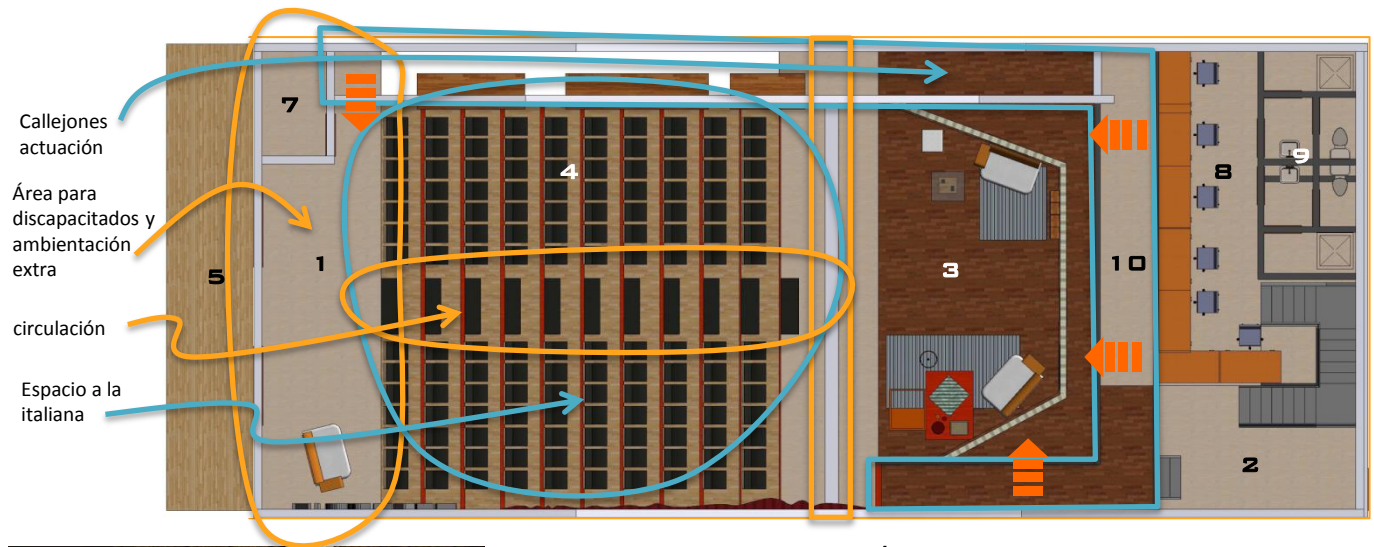 Callejones
actuación
Área para
discapacitados y
ambientación
extra
circulación
Espacio a la
italiana
7
4
8
9
5
1
3
10
2